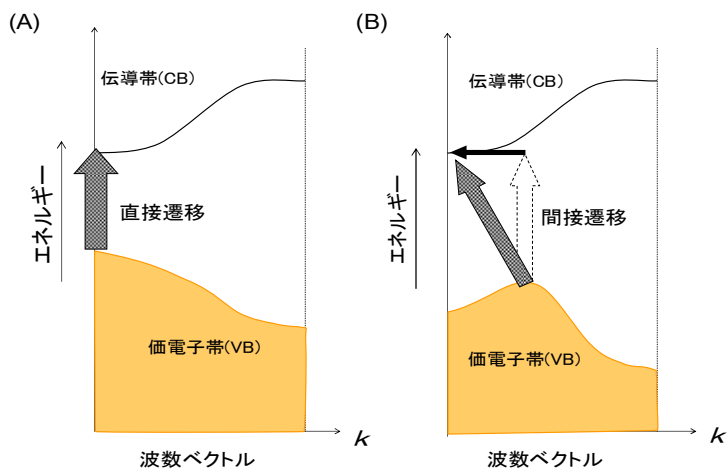 (A)
伝導帯(CB)
エネルギー
直接遷移
価電子帯(VB)
k
波数ベクトル
(B)
伝導帯(CB)
エネルギー
間接遷移
価電子帯(VB)
k
波数ベクトル